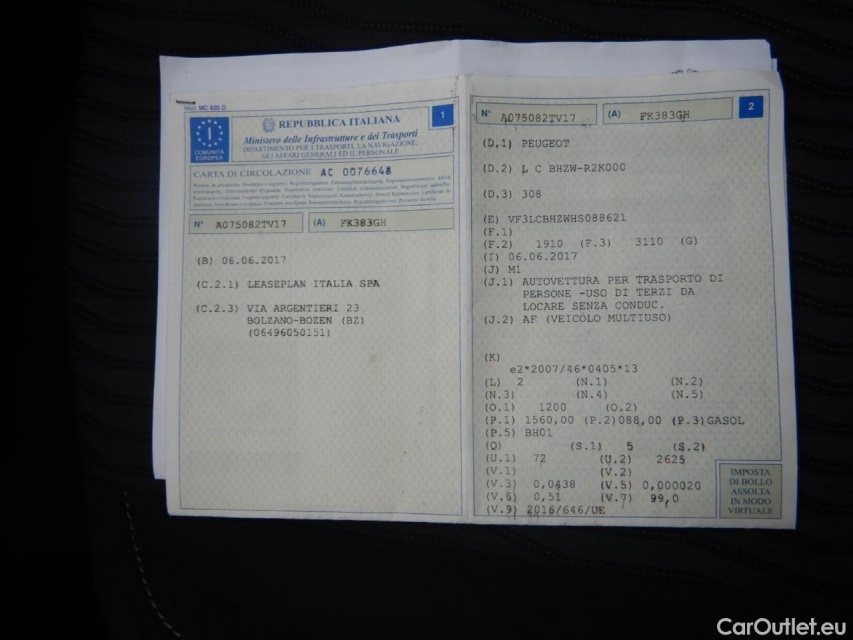 Mod. MC 820 D
REPUBBLICA ITALIANA
Ministero delle Infrastrutture e dei Trasporti
DIPARTIMENTO PER I TRASPORTI, LA NAVIGAZIONE,
GLI AFFARI GENERALI ED IL PERSONALE
1
I
COMUNITÀ
EUROPEA
CARTA DI CIRCOLAZIONE AC 0076648
N° A075082TV17 (A) FK383GH
(B) 06.06.2017
(C.2.1) LEASEPLAN ITALIA SPA
(C.2.3) VIA ARGENTIERI 23
BOLZANO-BOZEN (BZ)
(06496050151)
N° A075082TV17 (A) FK383GH
2
(D.1) PEUGEOT
(D.2) L C BHZW-R2K000
(D.3) 308
(E) VF3LCBHZWHS088621
(F.1)
(F.2) 1910 (F.3) 3110 (G)
(I) 06.06.2017
(J) M1
(J.1) AUTOVETTURA PER TRASPORTO DI
PERSONE -USO DI TERZI DA
LOCARE SENZA CONDUC.
(J.2) AF (VEICOLO MULTIUSO)
(K)
e2*2007/46*0405*13
(L) 2 (N.1) (N.2)
(N.3) (N.4) (N.5)
(O.1) 1200 (O.2)
(P.1) 1560,00 (P.2)088,00 (P.3)GASOL
(P.5) BH01
(Q) (S.1) 5 (S.2)
(U.1) 72 (U.2) 2625
(V.1) (V.2)
(V.3) 0,0438 (V.5) 0,000020
(V.6) 0,51 (V.7) 99,0
(V.9) 2016/646/UE
IMPOSTA
DI BOLLO
ASSOLTA
IN MODO
VIRTUALE
CarOutlet.eu